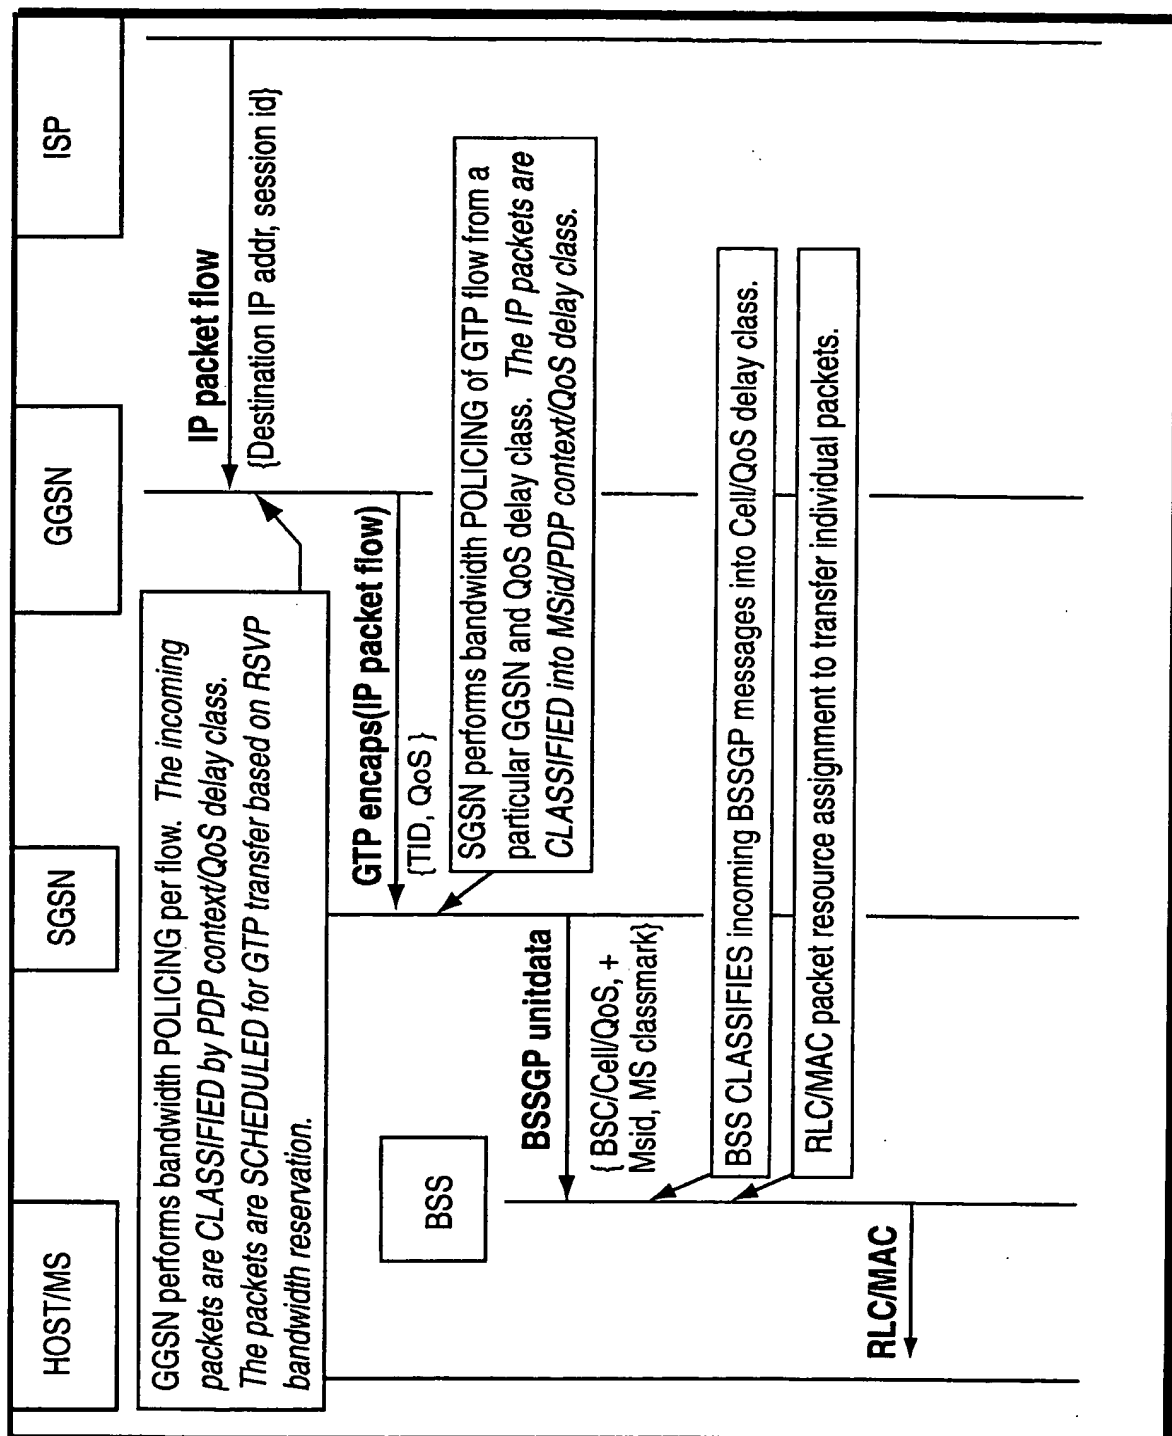 HOST/MS
SGSN
GGSN
ISP
GGSN performs bandwidth POLICING per flow. The incoming
packets are CLASSIFIED by PDP context/QoS delay class.
The packets are SCHEDULED for GTP transfer based on RSVP
bandwidth reservation.
IP packet flow
{Destination IP addr, session id}
GTP encaps(IP packet flow)
{TID, QoS }
BSS
SGSN performs bandwidth POLICING of GTP flow from a
particular GGSN and QoS delay class. The IP packets are
CLASSIFIED into MSid/PDP context/QoS delay class.
BSSGP unitdata
{ BSC/Cell/QoS, +
Msid, MS classmark}
BSS CLASSIFIES incoming BSSGP messages into Cell/QoS delay class.
RLC/MAC packet resource assignment to transfer individual packets.
RLC/MAC